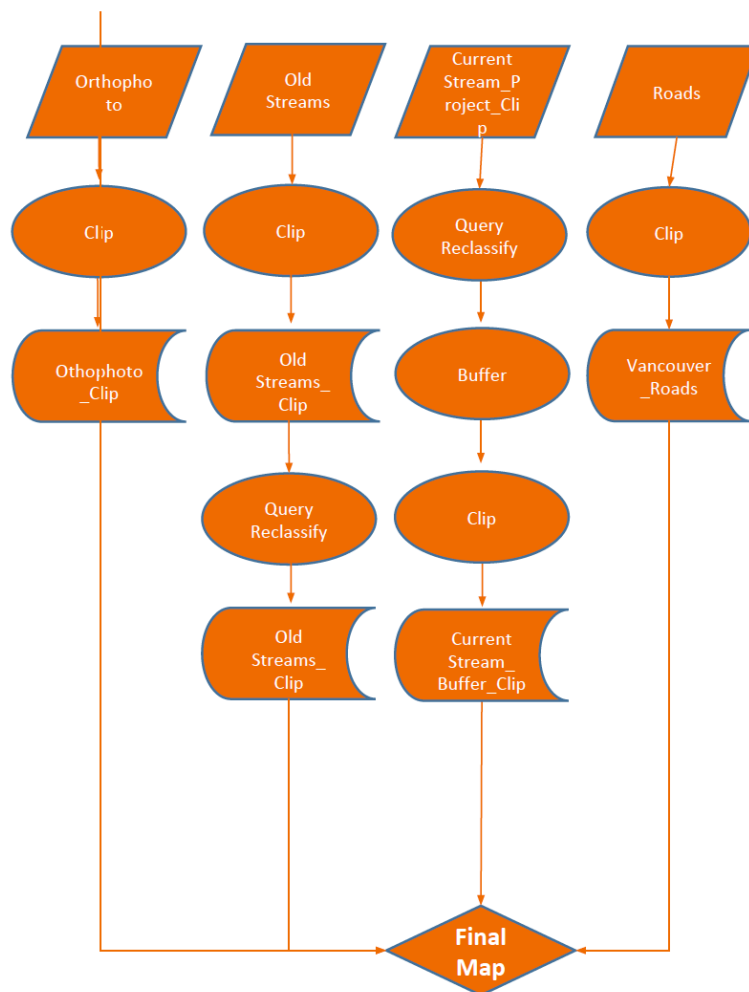 Orthopho
to
Old
Streams
Current
Stream_P
roject_Cli
p
Roads
Clip
Clip
Query
Reclassify
Clip
Othophoto
_Clip
Old
Streams_
Clip
Buffer
Vancouver
_Roads
Query
Reclassify
Clip
Old
Streams_
Clip
Current
Stream_
Buffer_Clip
Final
Map